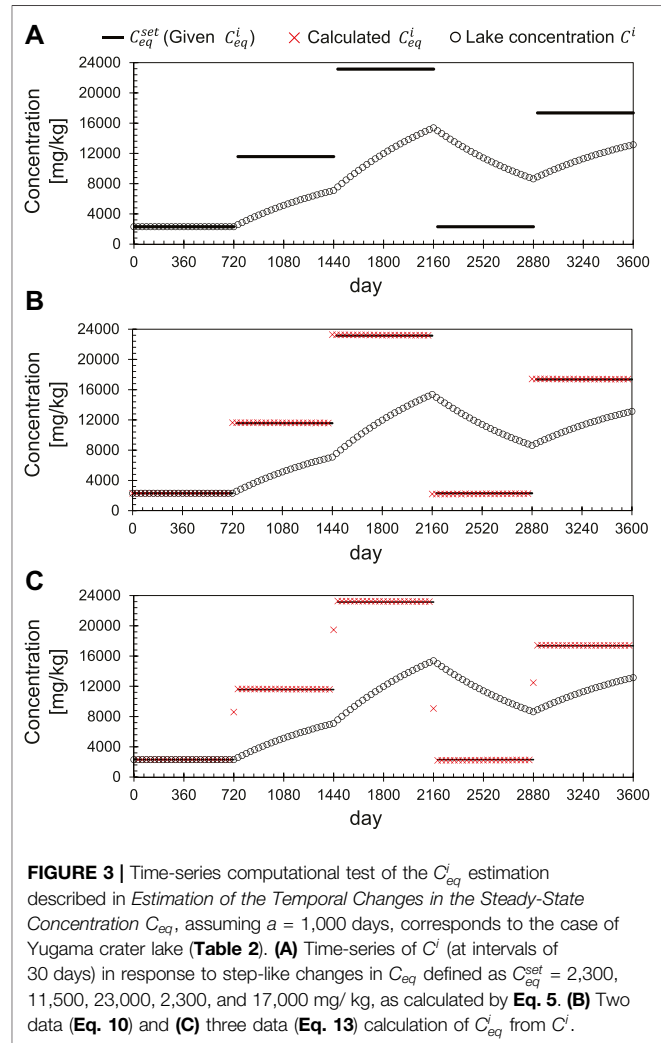 A
C_eq^set (Given C_eq^i) × Calculated C_eq^i ○ Lake concentration C^i
24000
20000
16000
12000
8000
4000
0
Concentration
[mg/kg]
0 360 720 1080 1440 1800 2160 2520 2880 3240 3600
day
B
24000
20000
16000
12000
8000
4000
0
Concentration
[mg/kg]
0 360 720 1080 1440 1800 2160 2520 2880 3240 3600
day
C
24000
20000
16000
12000
8000
4000
0
Concentration
[mg/kg]
0 360 720 1080 1440 1800 2160 2520 2880 3240 3600
day
FIGURE 3 | Time-series computational test of the C_eq^i estimation
described in Estimation of the Temporal Changes in the Steady-State
Concentration C_eq, assuming a = 1,000 days, corresponds to the case of
Yugama crater lake (Table 2). (A) Time-series of C^i (at intervals of
30 days) in response to step-like changes in C_eq defined as C_eq^set = 2,300,
11,500, 23,000, 2,300, and 17,000 mg/ kg, as calculated by Eq. 5. (B) Two
data (Eq. 10) and (C) three data (Eq. 13) calculation of C_eq^i from C^i.